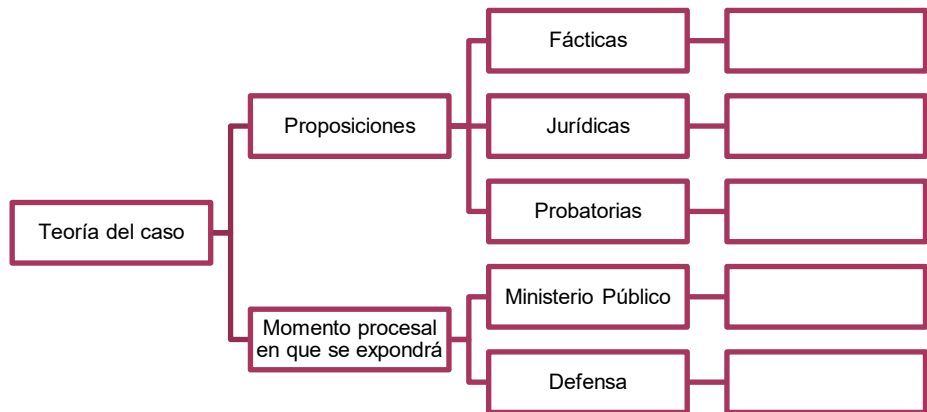 Teoría del caso
Proposiciones
Fácticas
Jurídicas
Probatorias
Momento procesal
en que se expondrá
Ministerio Público
Defensa